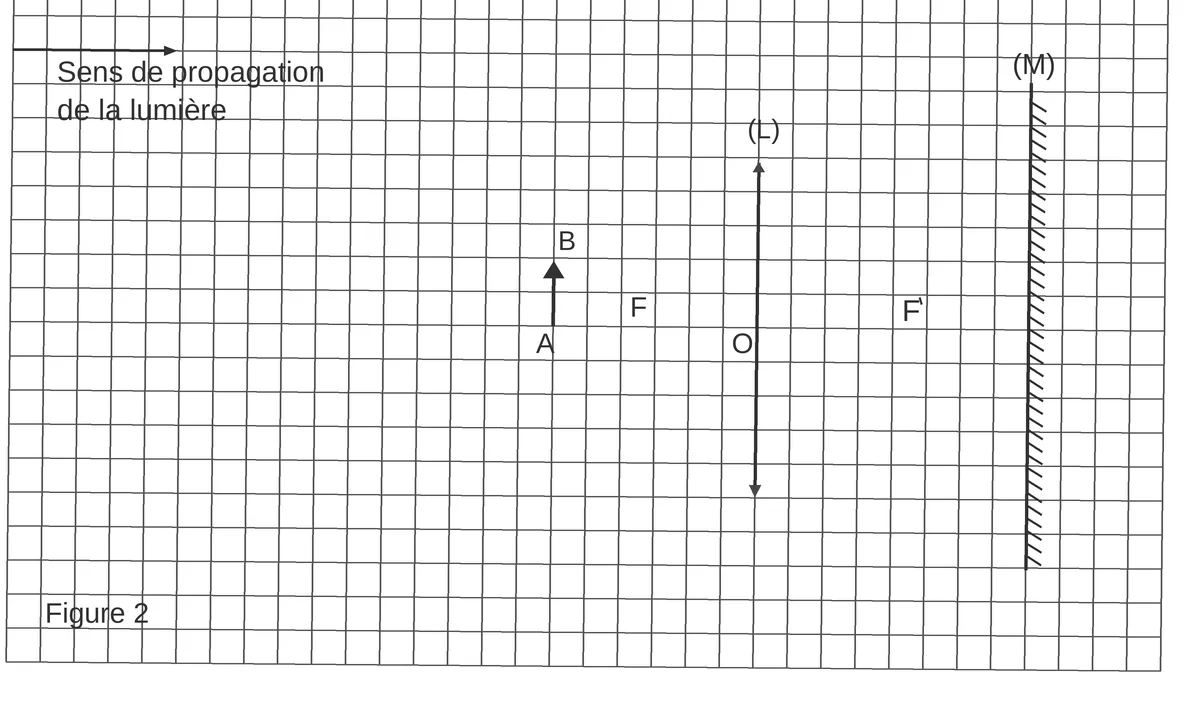 Sens de propagation
de la lumière
(M)
(L)
B
F
F'
A
O
Figure 2